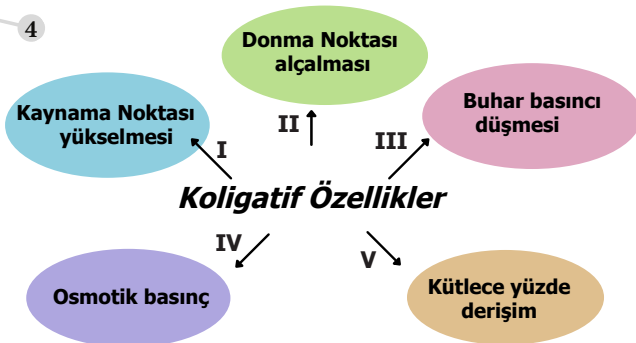 4
Donma Noktası
alçalması
Kaynama Noktası
yükselmesi
Buhar basıncı
düşmesi
I
II
III
Koligatif Özellikler
IV
V
Osmotik basınç
Kütlece yüzde
derişim